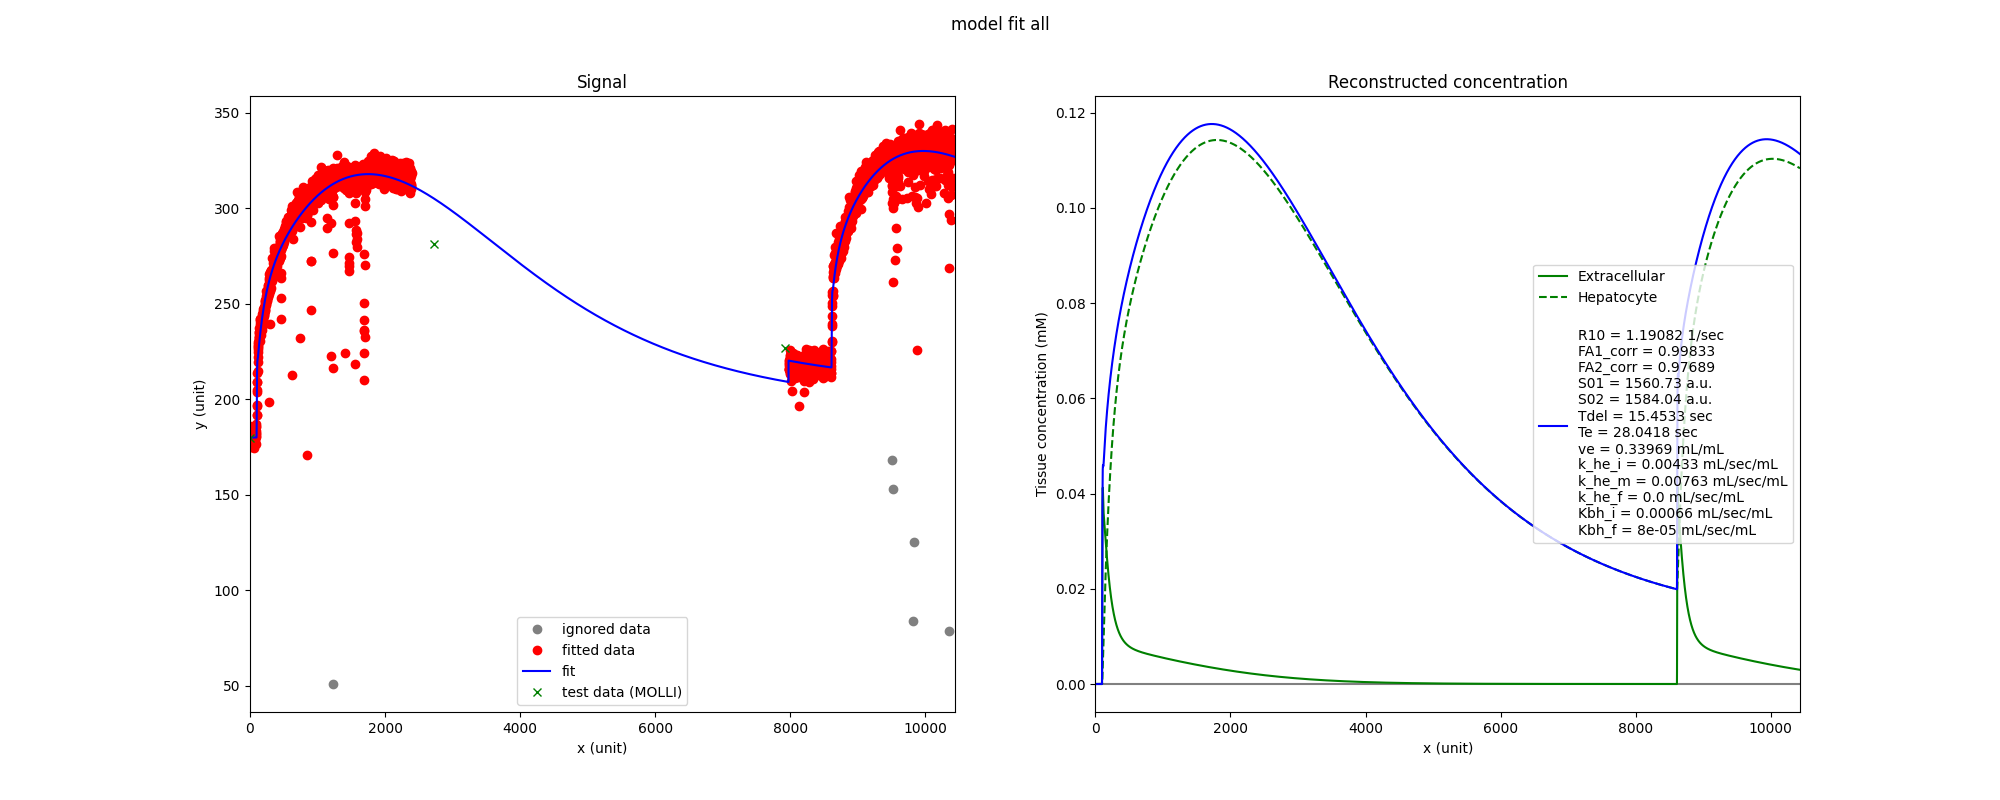 model fit all
Signal
350
300
250
200
150
100
50
y (unit)
ignored data
fitted data
fit
test data (MOLLI)
0
2000
4000
6000
8000
10000
x (unit)
Reconstructed concentration
0.12
0.10
0.08
0.06
0.04
0.02
0.00
Tissue concentration (mM)
Extracellular
Hepatocyte
R10 = 1.19082 1/sec
FA1_corr = 0.99833
FA2_corr = 0.97689
S01 = 1560.73 a.u.
S02 = 1584.04 a.u.
Tdel = 15.4533 sec
Te = 28.0418 sec
ve = 0.33969 mL/mL
k_he_i = 0.00433 mL/sec/mL
k_he_m = 0.00763 mL/sec/mL
k_he_f = 0.0 mL/sec/mL
Kbh_i = 0.00066 mL/sec/mL
Kbh_f = 8e-05 mL/sec/mL
0
2000
4000
6000
8000
10000
x (unit)